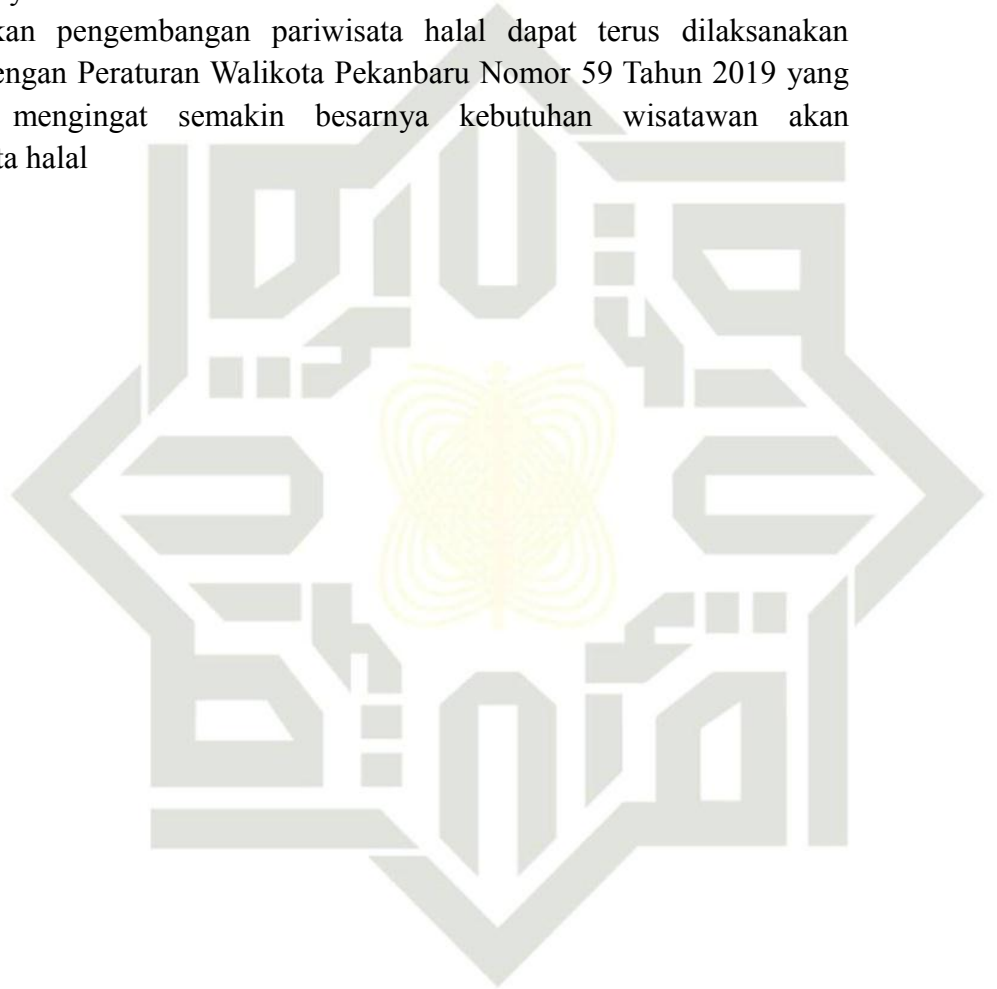 kan pengembangan pariwisata halal dapat terus dilaksanakan
engan Peraturan Walikota Pekanbaru Nomor 59 Tahun 2019 yang
mengingat semakin besarnya kebutuhan wisatawan akan
ta halal